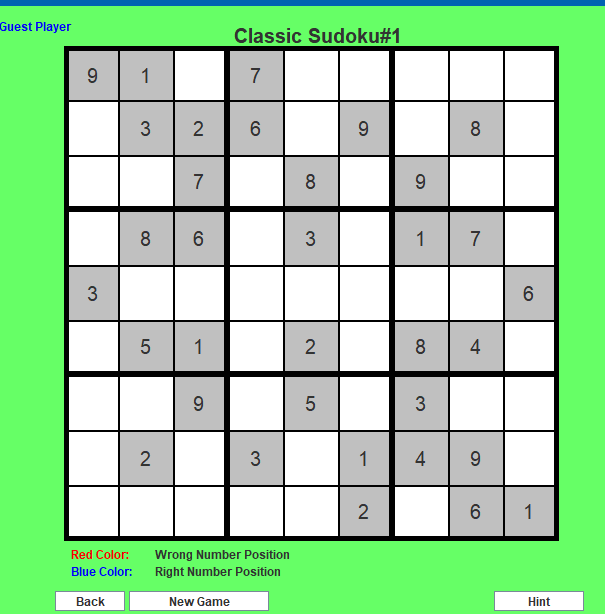 Guest Player
Classic Sudoku#1
9 1 7
3 2 6 9 8
7 8 9
8 6 3 1 7
3 6
5 1 2 8 4
9 5 3
2 3 1 4 9
2 6 1
Red Color: Wrong Number Position
Blue Color: Right Number Position
Back New Game Hint